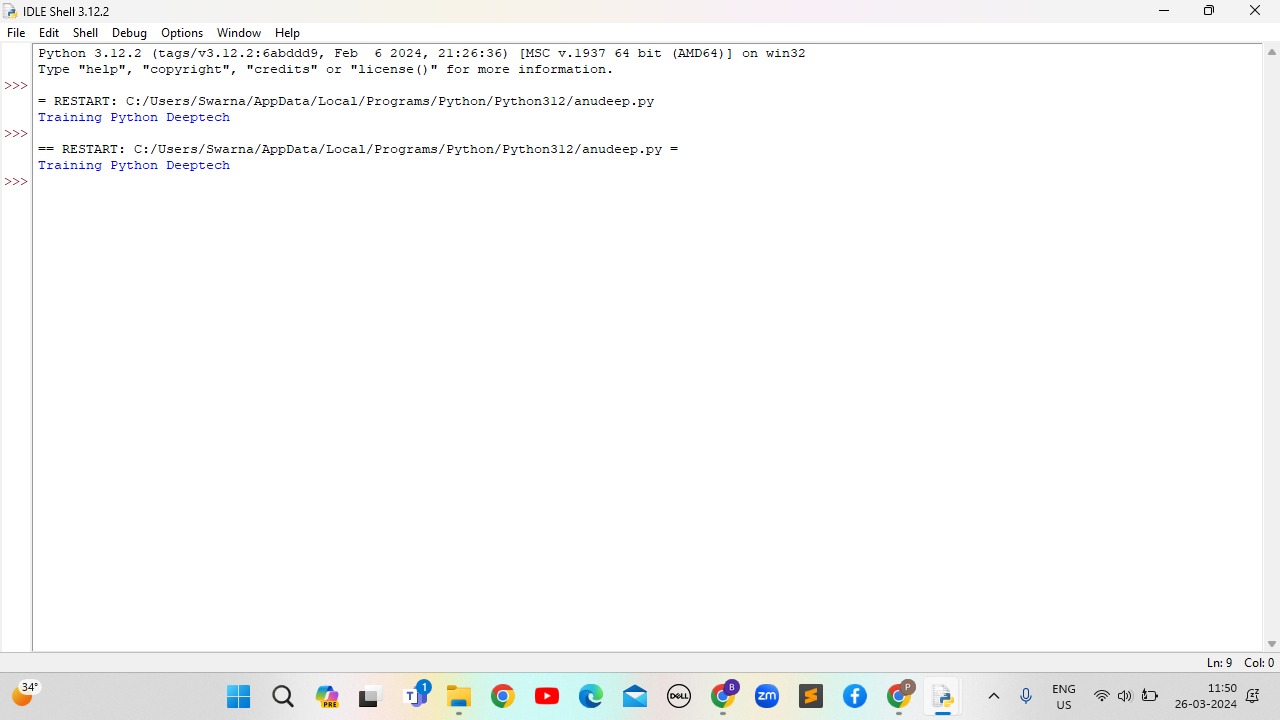 IDLE Shell 3.12.2
File Edit Shell Debug Options Window Help
Python 3.12.2 (tags/v3.12.2:6abddd9, Feb  6 2024, 21:26:36) [MSC v.1937 64 bit (AMD64)] on win32
Type "help", "copyright", "credits" or "license()" for more information.
>>>
= RESTART: C:/Users/Swarna/AppData/Local/Programs/Python/Python312/anudeep.py
Training Python Deeptech
>>>
== RESTART: C:/Users/Swarna/AppData/Local/Programs/Python/Python312/anudeep.py =
Training Python Deeptech
>>>
Ln: 9 Col: 0
34°
PRE
T 1
DELL
B
zm
P
ENG
US
11:50
26-03-2024